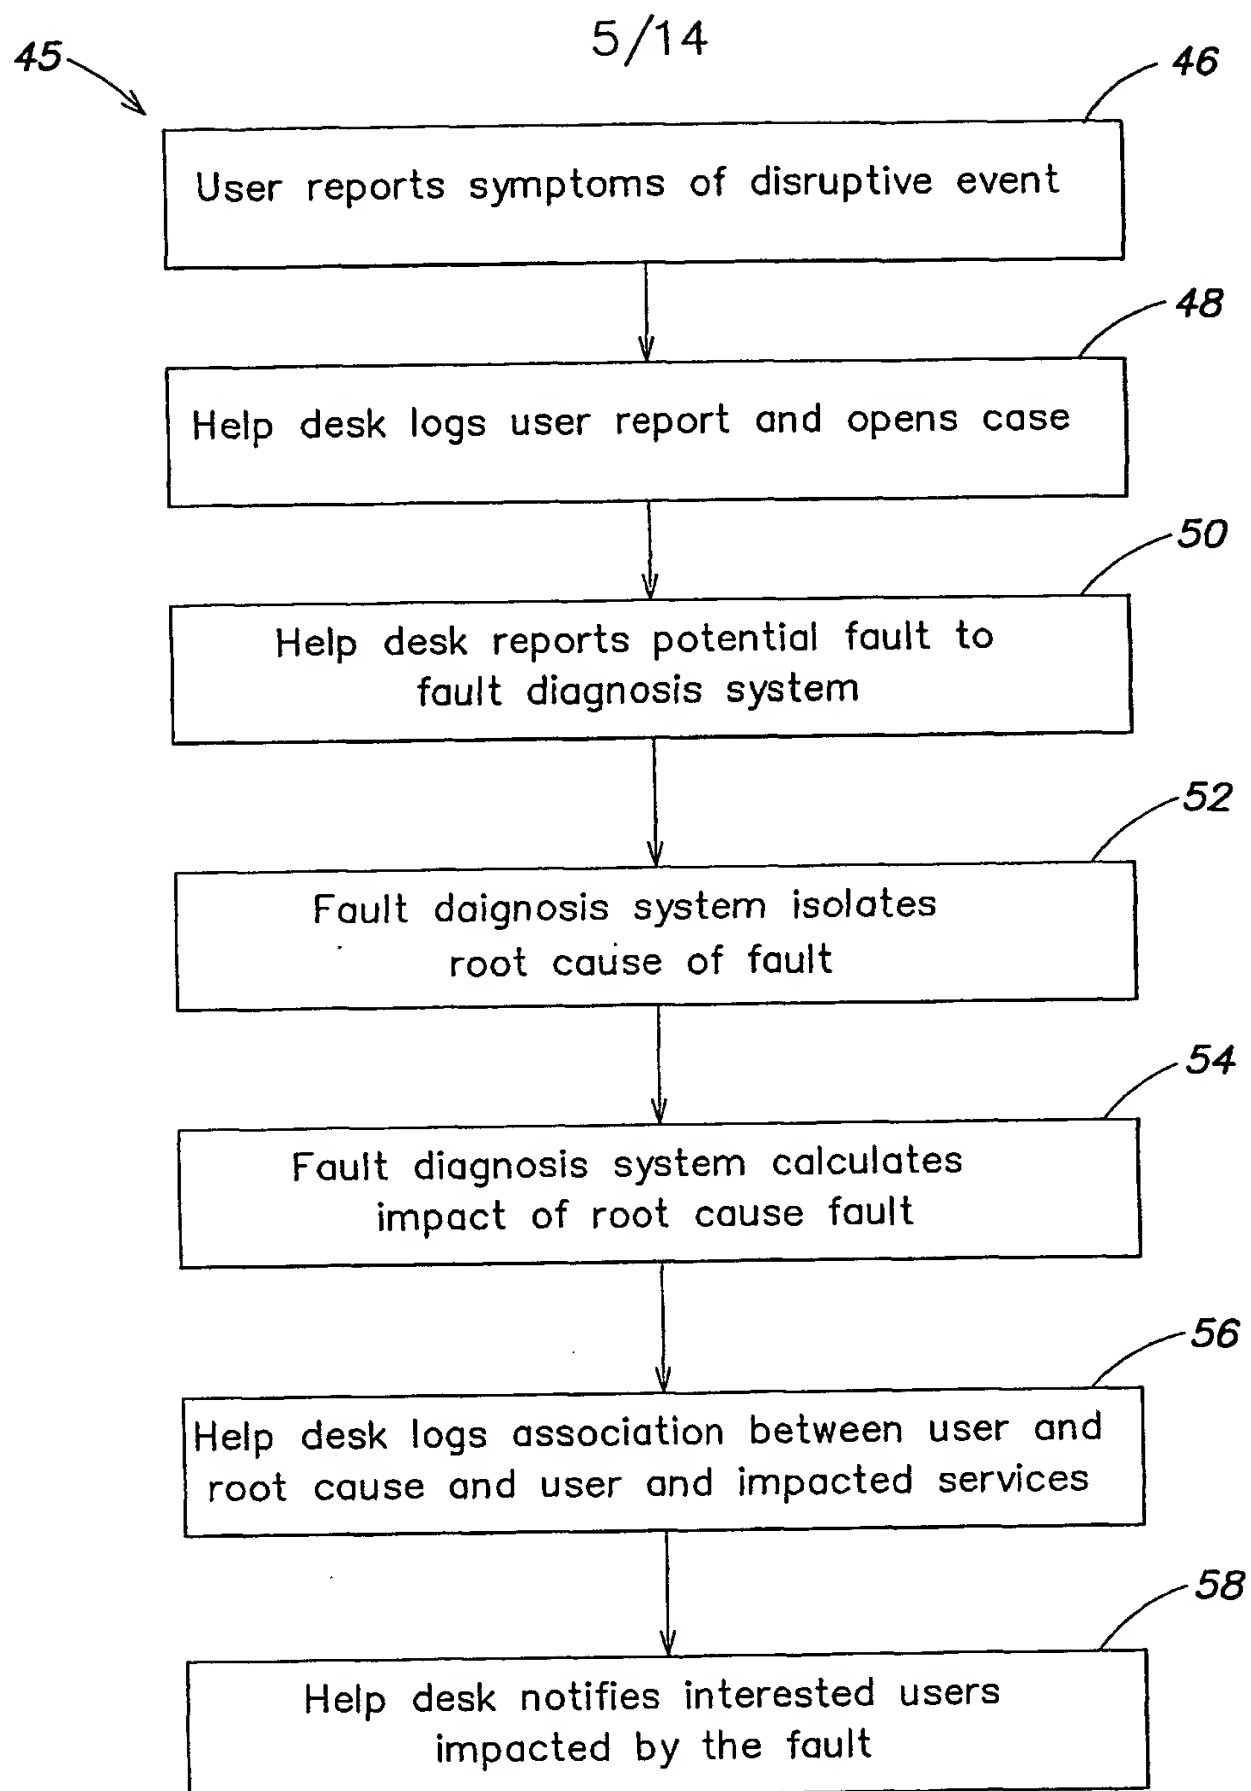 5/14
45
46
User reports symptoms of disruptive event
48
Help desk logs user report and opens case
50
Help desk reports potential fault to
fault diagnosis system
52
Fault daignosis system isolates
root cause of fault
54
Fault diagnosis system calculates
impact of root cause fault
56
Help desk logs association between user and
root cause and user and impacted services
58
Help desk notifies interested users
impacted by the fault